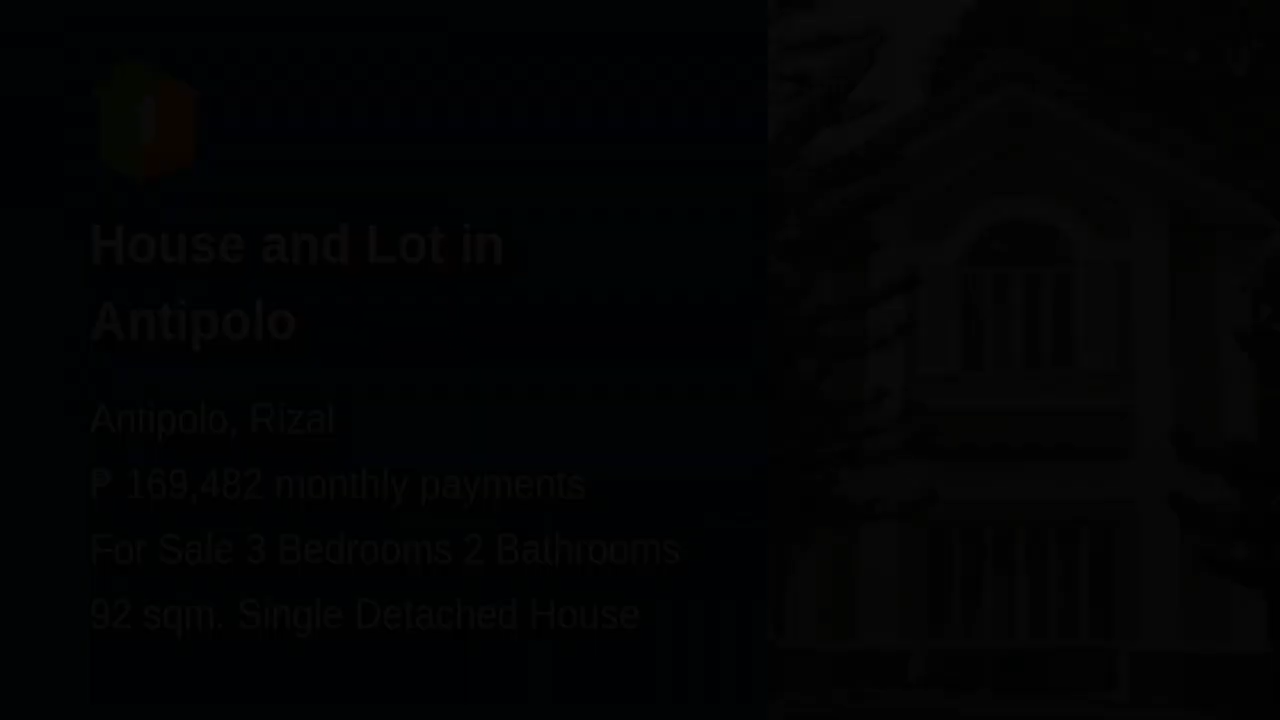 House and Lot in
Antipolo
Antipolo, Rizal
₱ 169,482 monthly payments
For Sale 3 Bedrooms 2 Bathrooms
92 sqm. Single Detached House